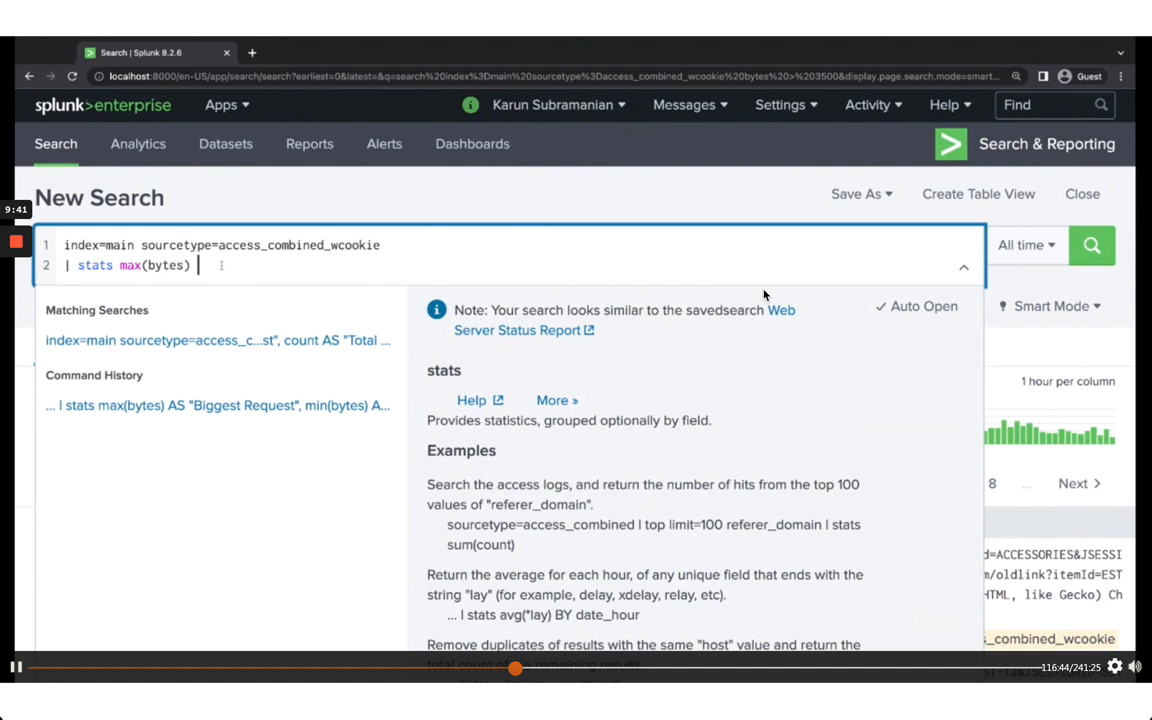 Search | Splunk 8.2.6
localhost:8000/en-US/app/search/search?earliest=0&latest=&q=search%20index%3Dmain%20sourcetype%3Daccess_combined_wcookie%20bytes%20>%203500&display.page.search.mode=smart...
Guest
splunk>enterprise Apps Karun Subramanian Messages Settings Activity Help Find
Search Analytics Datasets Reports Alerts Dashboards Search & Reporting
New Search Save As Create Table View Close
9:41
1 index=main sourcetype=access_combined_wcookie All time
2 | stats max(bytes)
Matching Searches
index=main sourcetype=access_c...st", count AS "Total ...
Command History
... | stats max(bytes) AS "Biggest Request", min(bytes) A...
Note: Your search looks similar to the savedsearch Web
Server Status Report
✓ Auto Open
Smart Mode
stats
Help More »
Provides statistics, grouped optionally by field.
Examples
Search the access logs, and return the number of hits from the top 100
values of "referer_domain".
sourcetype=access_combined | top limit=100 referer_domain | stats
sum(count)
Return the average for each hour, of any unique field that ends with the
string "lay" (for example, delay, xdelay, relay, etc).
... | stats avg(*lay) BY date_hour
Remove duplicates of results with the same "host" value and return the
total count of the remaining results.
1 hour per column
8 ... Next
d=ACCESSORIES&JSESSI
m/oldlink?itemId=EST
HTML, like Gecko) Ch
s_combined_wcookie
116:44/241:25